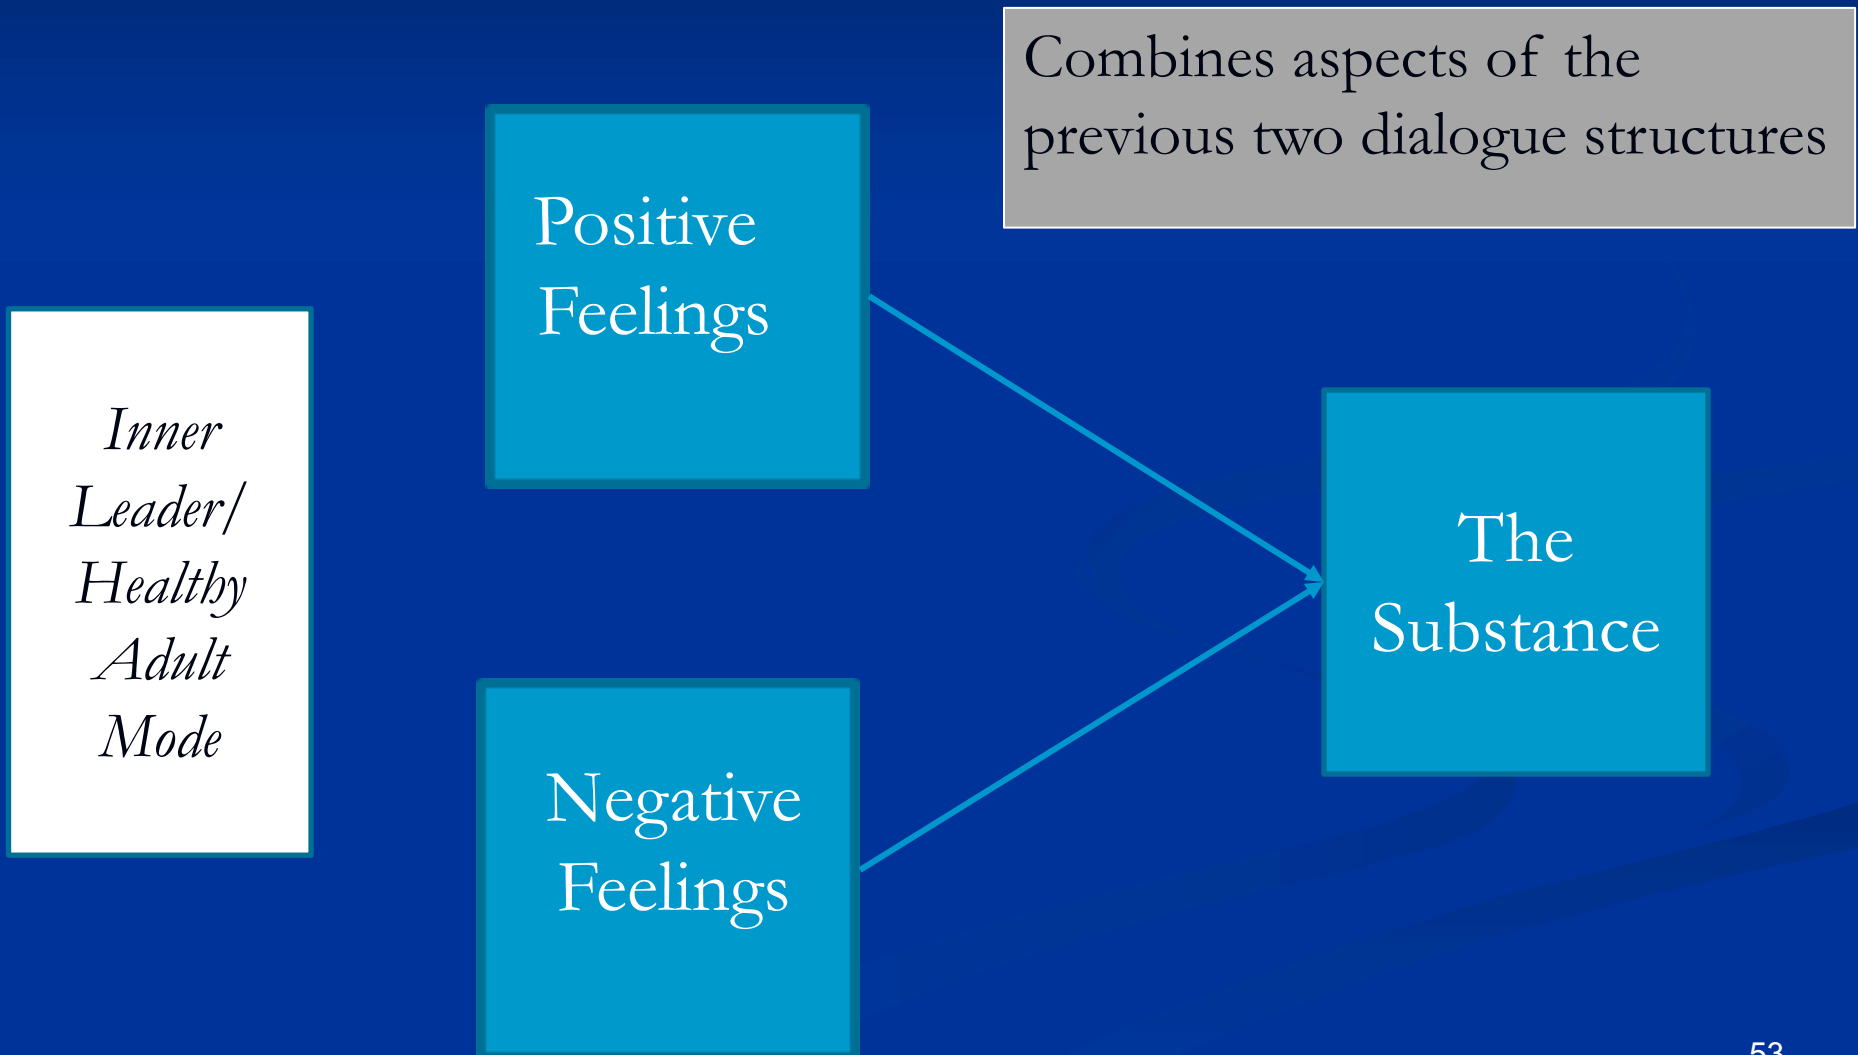 Combines aspects of the
previous two dialogue structures
Positive
Feelings
Inner
Leader/
Healthy
Adult
Mode
The
Substance
Negative
Feelings
53